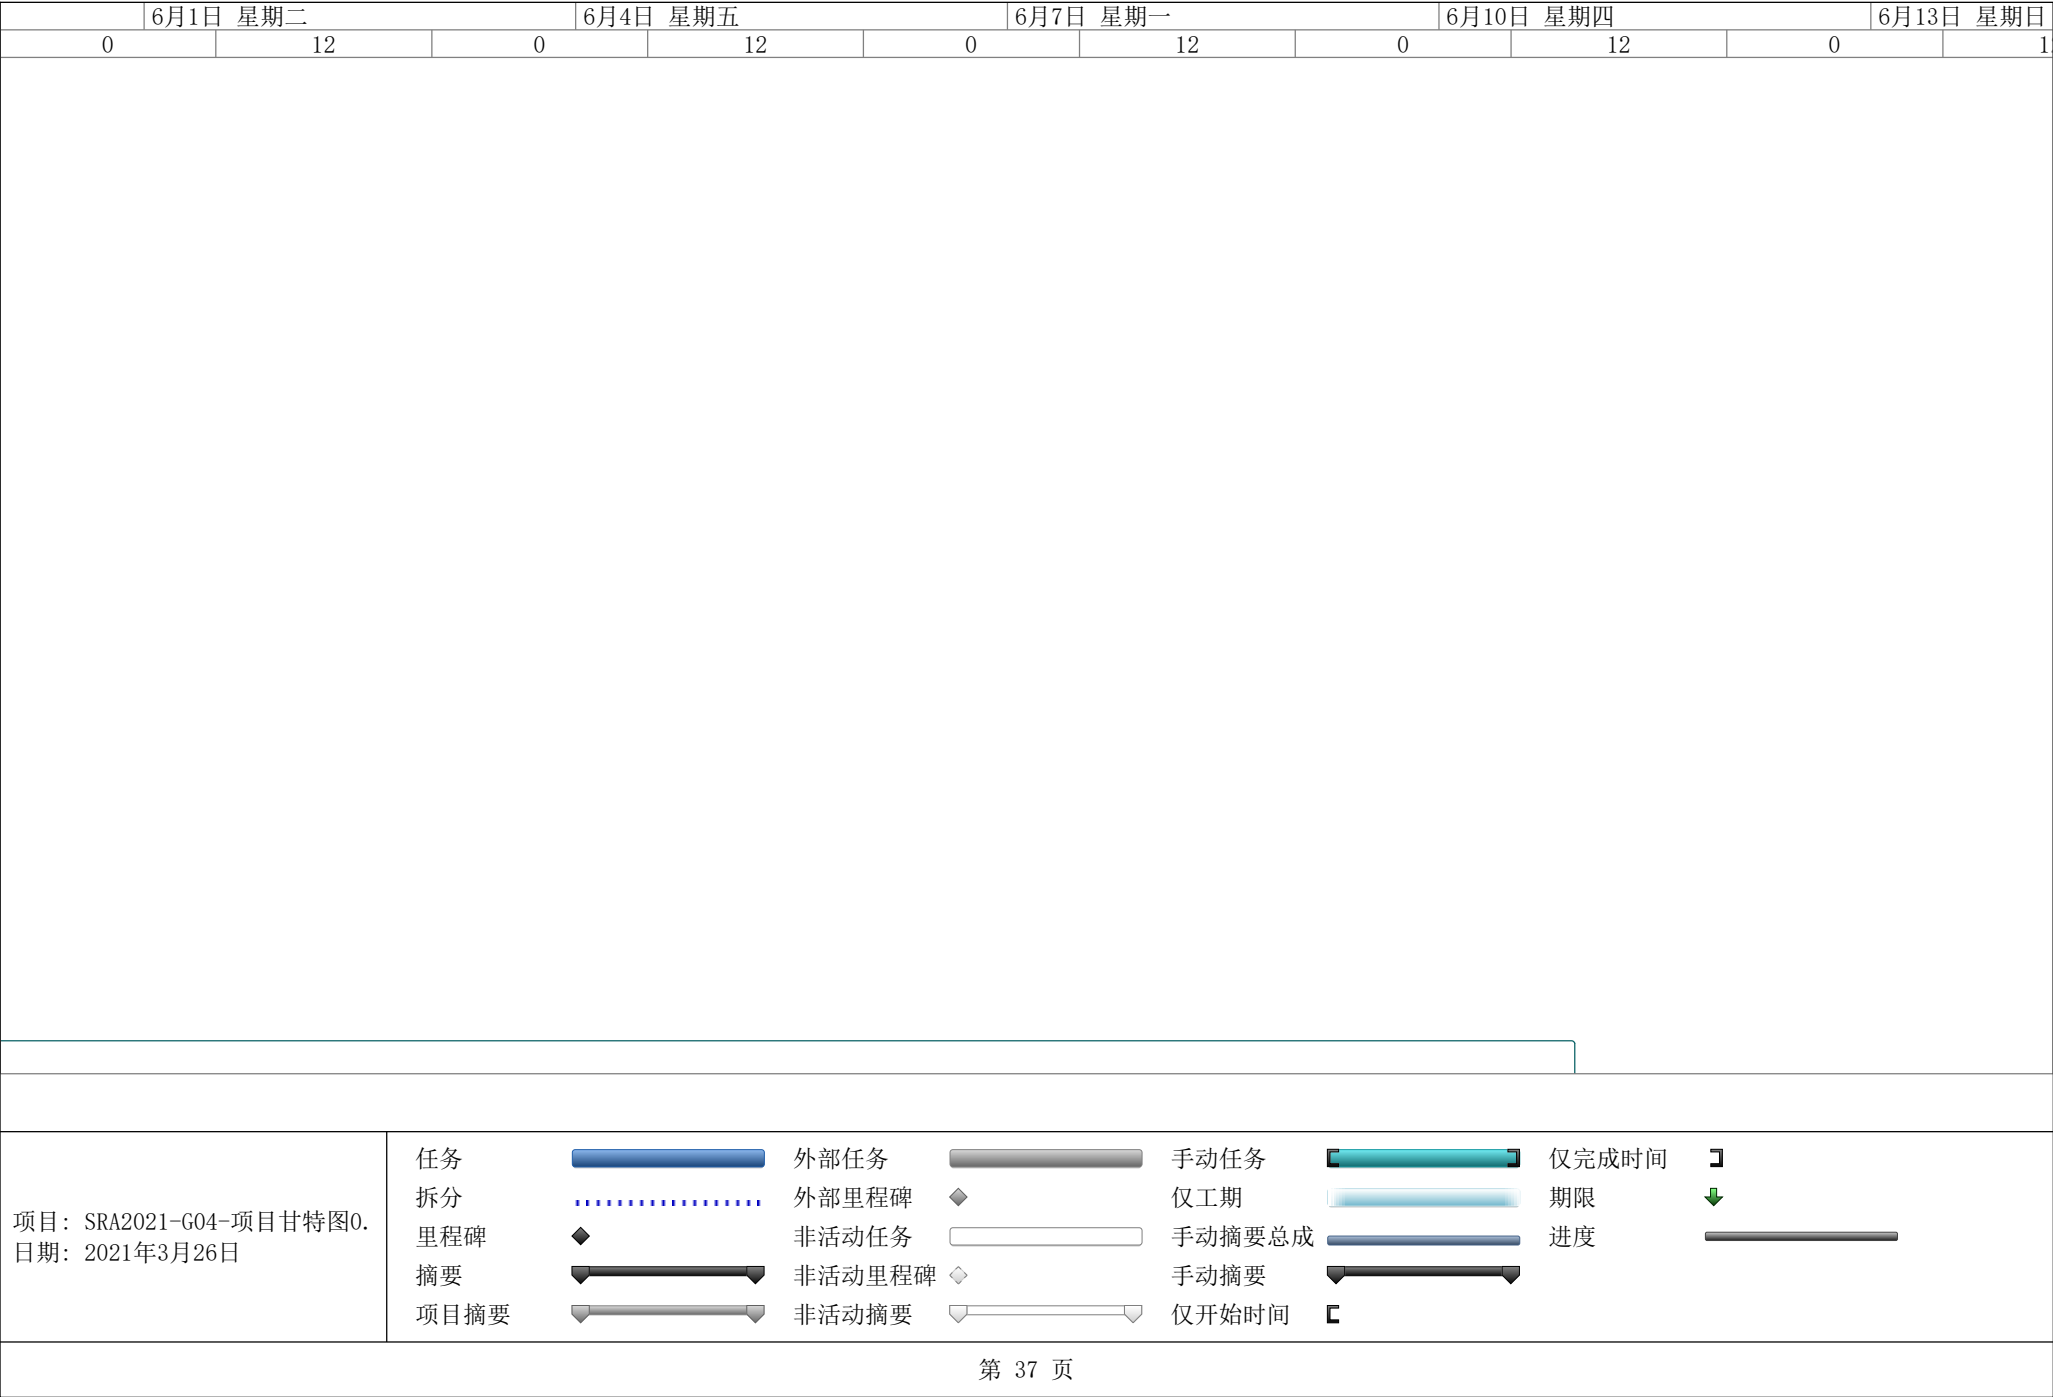 6月1日 星期二 6月4日 星期五 6月7日 星期一 6月10日 星期四 6月13日 星期日
0 12 0 12 0 12 0 12 0
任务 外部任务 手动任务 仅完成时间
拆分 外部里程碑 仅工期 期限
项目: SRA2021-G04-项目甘特图0.
里程碑 非活动任务 手动摘要总成 进度
日期: 2021年3月26日
摘要 非活动里程碑 手动摘要
项目摘要 非活动摘要 仅开始时间
第 37 页